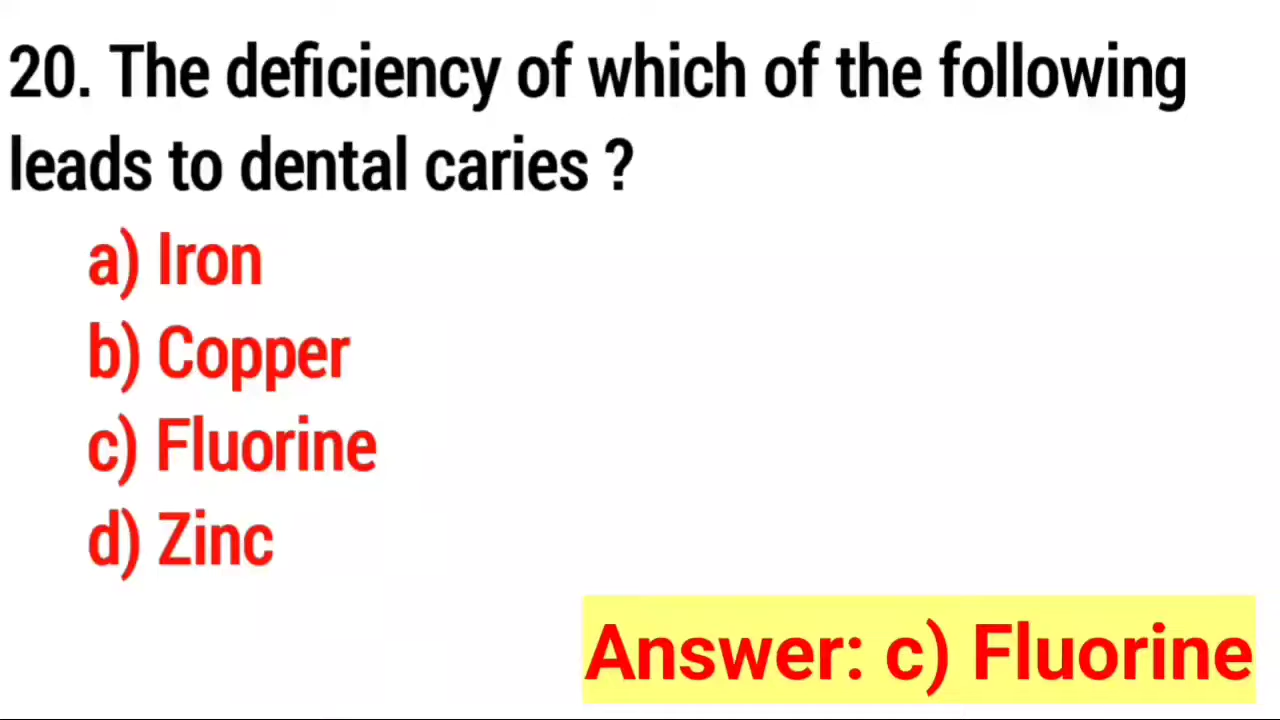 20. The deficiency of which of the following
leads to dental caries ?
a) Iron
b) Copper
c) Fluorine
d) Zinc
Answer: c) Fluorine